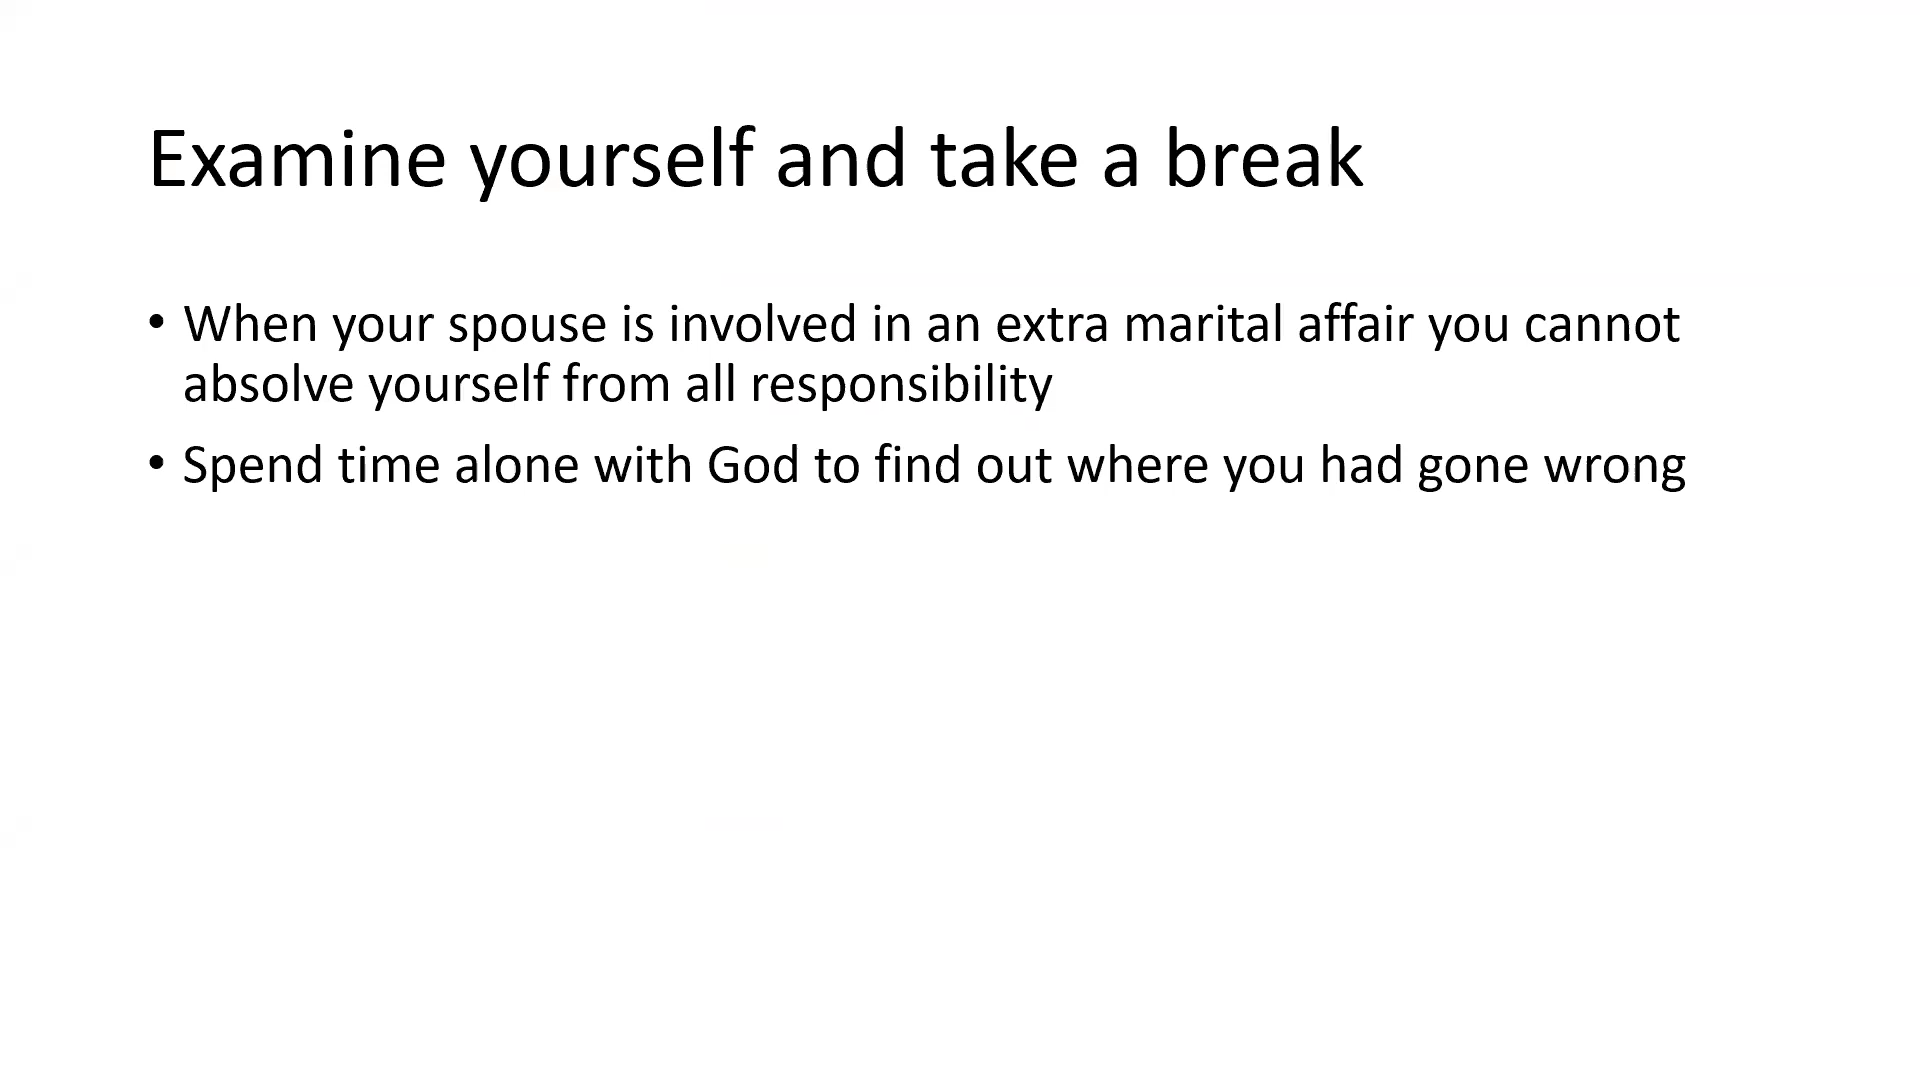 Examine yourself and take a break
• When your spouse is involved in an extra marital affair you cannot
absolve yourself from all responsibility
• Spend time alone with God to find out where you had gone wrong